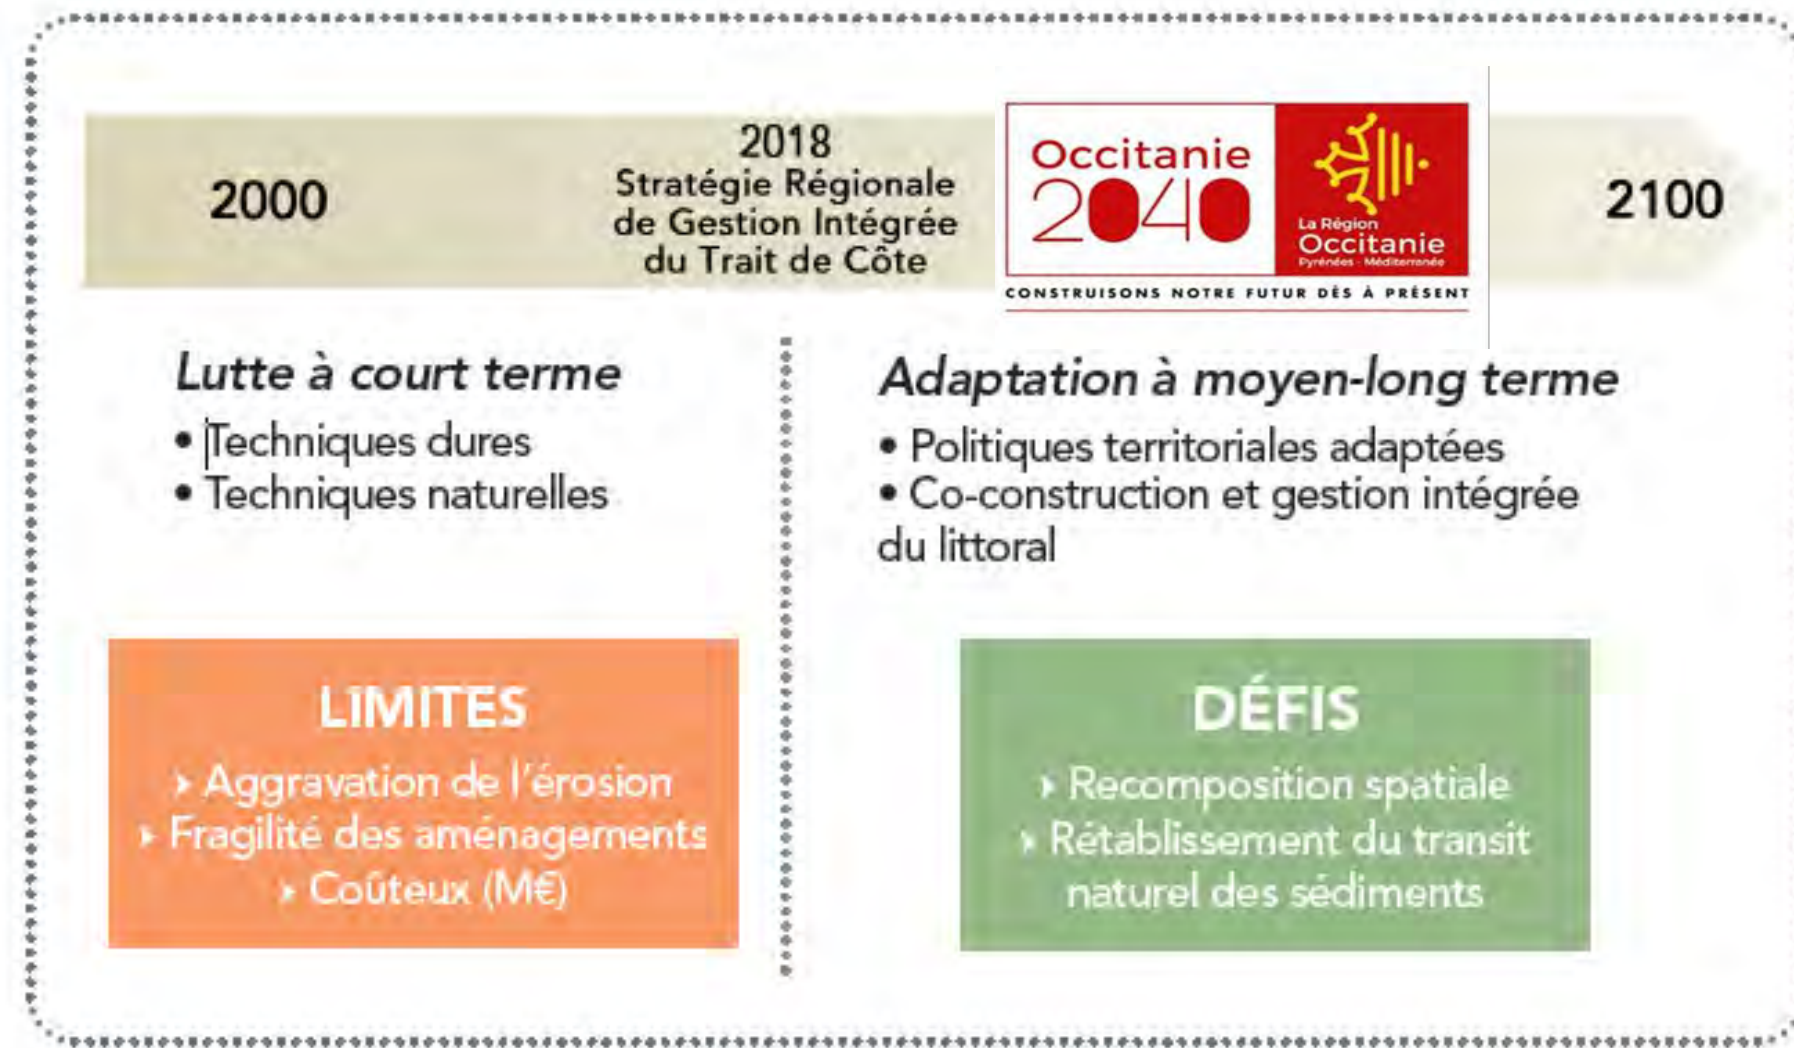 2000
2018
Stratégie Régionale
de Gestion Intégrée
du Trait de Côte
Occitanie
2040
La Région
Occitanie
Pyrénées - Méditerranée
CONSTRUISONS NOTRE FUTUR DÈS À PRÉSENT
2100
Lutte à court terme
• Techniques dures
• Techniques naturelles
Adaptation à moyen-long terme
• Politiques territoriales adaptées
• Co-construction et gestion intégrée
du littoral
LIMITES
› Aggravation de l'érosion
› Fragilité des aménagements
› Coûteux (M€)
DÉFIS
› Recomposition spatiale
› Rétablissement du transit
naturel des sédiments